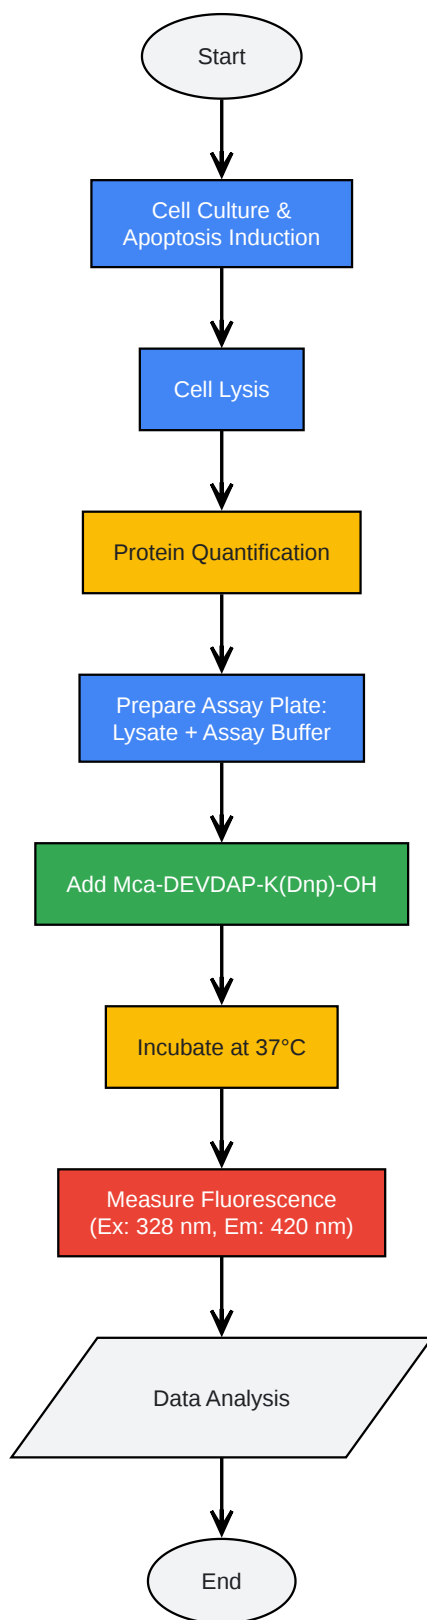 Start
Cell Culture &
Apoptosis Induction
Cell Lysis
Protein Quantification
Prepare Assay Plate:
Lysate + Assay Buffer
Add Mca-DEVDAP-K(Dnp)-OH
Incubate at 37°C
Measure Fluorescence
(Ex: 328 nm, Em: 420 nm)
Data Analysis
End